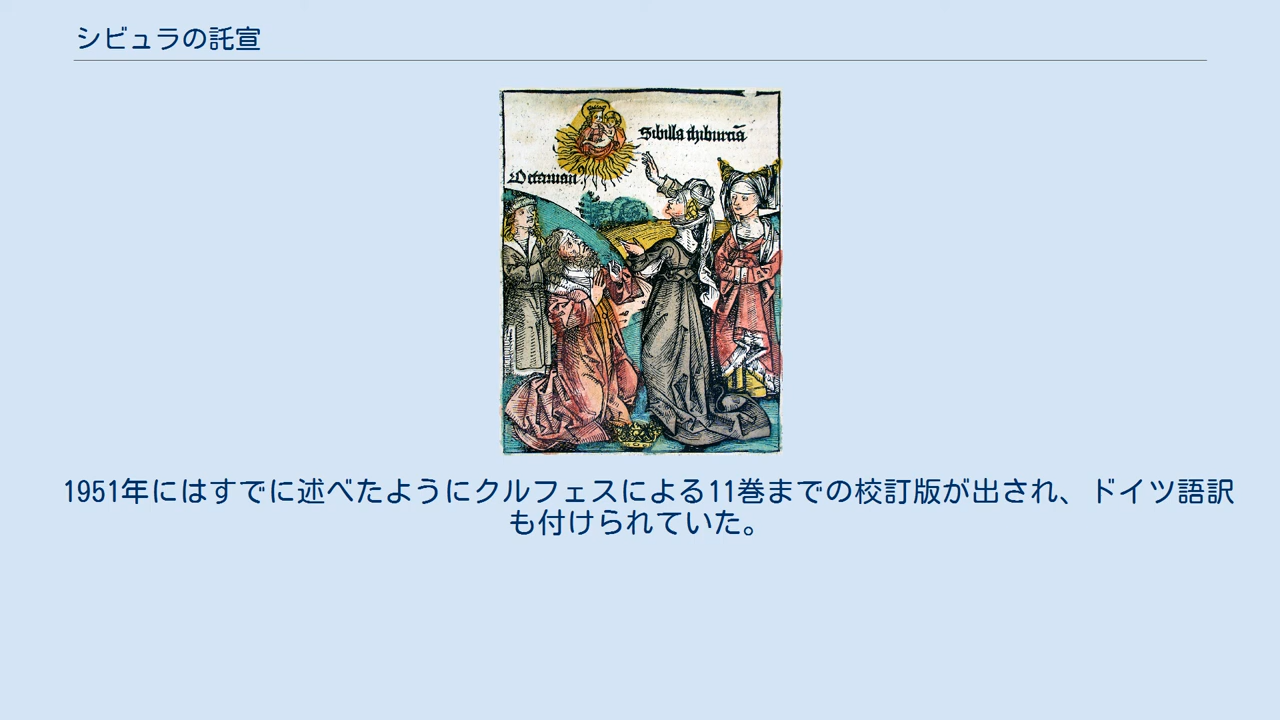 シビュラの託宣
Sibilla thiburtia
Octavian
1951年にはすでに述べたようにクルフェスによる11巻までの校訂版が出され、ドイツ語訳
も付けられていた。